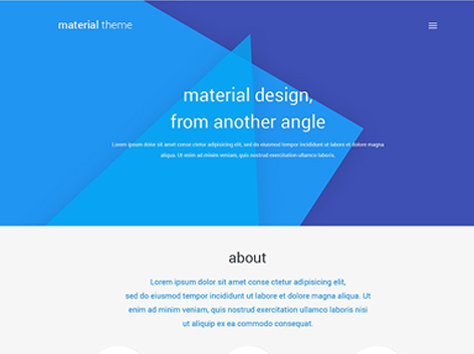 material theme
material design,
from another angle
Lorem ipsum dolor sit amet conse ctetur adipisicing elit, sed do eiusmod tempor incididunt ut labore et dolore magna
aliqua. Ut enim ad minim veniam, quis nostrud exercitation ullamco laboris.
about
Lorem ipsum dolor sit amet conse ctetur adipisicing elit,
sed do eiusmod tempor incididunt ut labore et dolore magna aliqua. Ut
enim ad minim veniam, quis nostrud exercitation ullamco laboris nisi
ut aliquip ex ea commodo consequat.